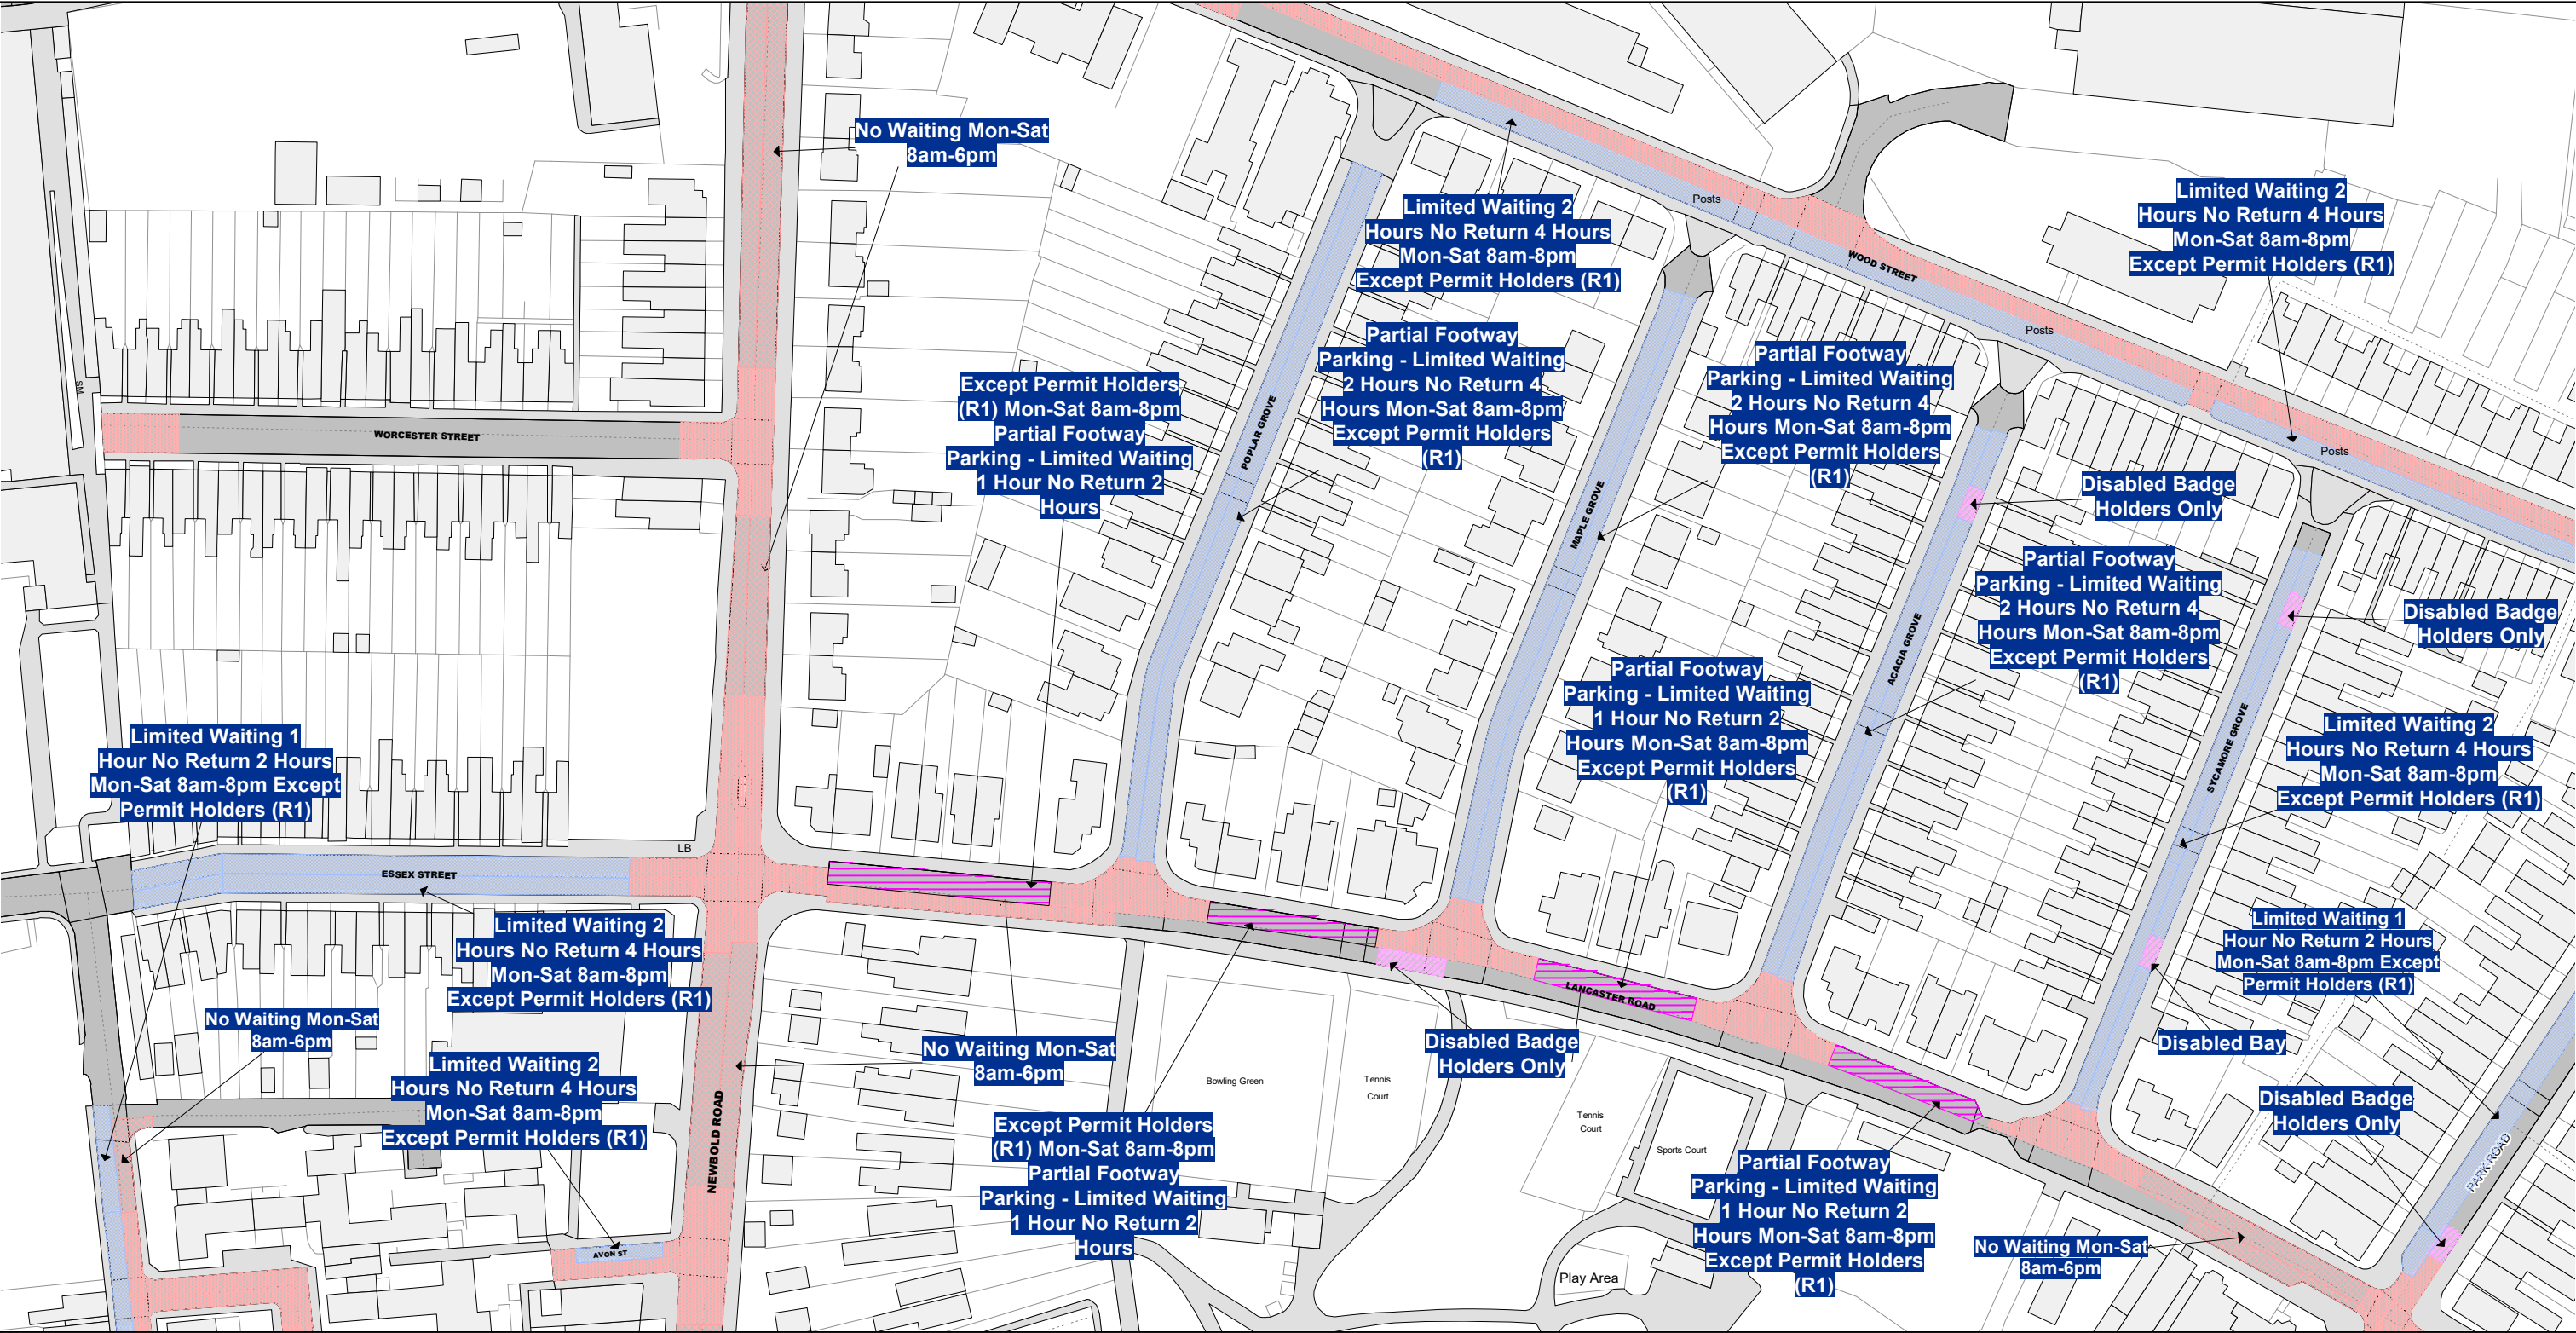 No Waiting Mon-Sat
8am-6pm
Posts
Limited Waiting 2
Hours No Return 4 Hours
Mon-Sat 8am-8pm
Except Permit Holders (R1)
Limited Waiting 2
Hours No Return 4 Hours
Mon-Sat 8am-8pm
Except Permit Holders (R1)
WOOD STREET
Posts
Posts
Partial Footway
Parking - Limited Waiting
2 Hours No Return 4
Hours Mon-Sat 8am-8pm
Except Permit Holders
(R1)
Partial Footway
Parking - Limited Waiting
2 Hours No Return 4
Hours Mon-Sat 8am-8pm
Except Permit Holders
(R1)
Except Permit Holders
(R1) Mon-Sat 8am-8pm
Partial Footway
Parking - Limited Waiting
1 Hour No Return 2
Hours
SM
WORCESTER STREET
POPLAR GROVE
MAPLE GROVE
Disabled Badge
Holders Only
Partial Footway
Parking - Limited Waiting
2 Hours No Return 4
Hours Mon-Sat 8am-8pm
Except Permit Holders
(R1)
ACACIA GROVE
Disabled Badge
Holders Only
Partial Footway
Parking - Limited Waiting
1 Hour No Return 2
Hours Mon-Sat 8am-8pm
Except Permit Holders
(R1)
SYCAMORE GROVE
Limited Waiting 2
Hours No Return 4 Hours
Mon-Sat 8am-8pm
Except Permit Holders (R1)
Limited Waiting 1
Hour No Return 2 Hours
Mon-Sat 8am-8pm Except
Permit Holders (R1)
LB
ESSEX STREET
Limited Waiting 2
Hours No Return 4 Hours
Mon-Sat 8am-8pm
Except Permit Holders (R1)
Limited Waiting 1
Hour No Return 2 Hours
Mon-Sat 8am-8pm Except
Permit Holders (R1)
LANCASTER ROAD
No Waiting Mon-Sat
8am-6pm
No Waiting Mon-Sat
8am-6pm
Disabled Badge
Holders Only
Disabled Bay
Limited Waiting 2
Hours No Return 4 Hours
Mon-Sat 8am-8pm
Except Permit Holders (R1)
Bowling Green
Tennis
Court
Tennis
Court
Sports Court
Disabled Badge
Holders Only
NEWBOLD ROAD
Except Permit Holders
(R1) Mon-Sat 8am-8pm
Partial Footway
Parking - Limited Waiting
1 Hour No Return 2
Hours
Partial Footway
Parking - Limited Waiting
1 Hour No Return 2
Hours Mon-Sat 8am-8pm
Except Permit Holders
(R1)
PARK ROAD
No Waiting Mon-Sat
8am-6pm
AVON ST
Play Area